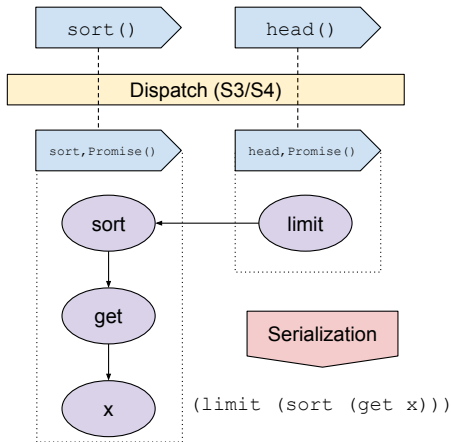 sort()
head()
Dispatch (S3/S4)
sort,Promise()
head,Promise()
sort
limit
get
Serialization
x
(limit (sort (get x)))